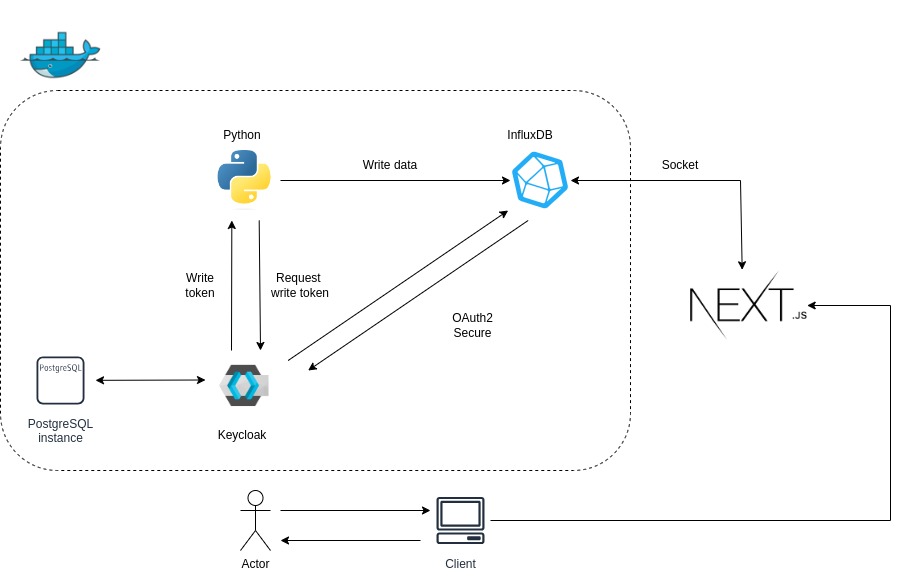 Python
InfluxDB
Write data
Socket
Write
token
Request
write token
OAuth2
Secure
NEXT.JS
PostgreSQL
PostgreSQL
instance
Keycloak
Actor
Client